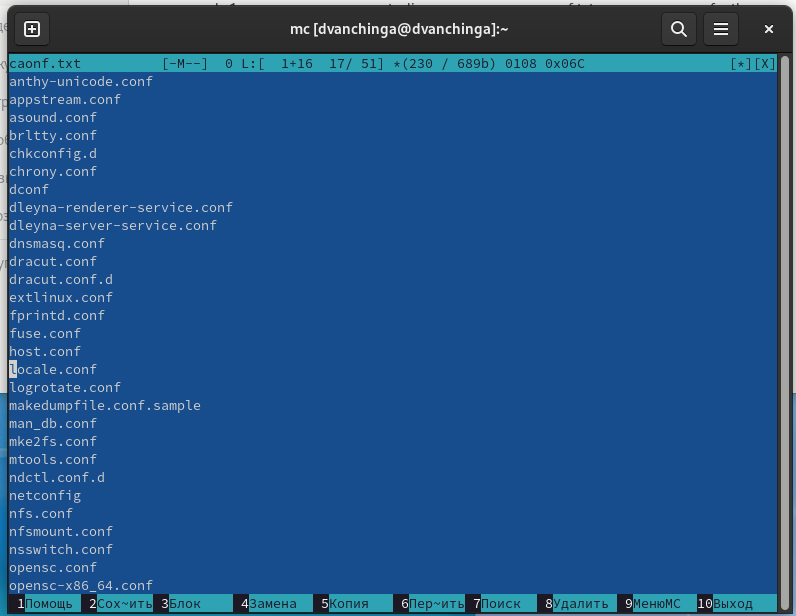 mc [dvanchinga@dvanchinga]:~
caonf.txt [-M--] 0 L:[ 1+16 17/ 51] *(230 / 689b) 0108 0x06C [*][X]
anthy-unicode.conf
appstream.conf
asound.conf
brltty.conf
chkconfig.d
chrony.conf
dconf
dleyna-renderer-service.conf
dleyna-server-service.conf
dnsmasq.conf
dracut.conf
dracut.conf.d
extlinux.conf
fprintd.conf
fuse.conf
host.conf
locale.conf
logrotate.conf
makedumpfile.conf.sample
man_db.conf
mke2fs.conf
mtools.conf
ndctl.conf.d
netconfig
nfs.conf
nfsmount.conf
nsswitch.conf
opensc.conf
opensc-x86_64.conf
1Помощь 2Сох~ить 3Блок 4Замена 5Копия 6Пер~ить 7Поиск 8Удалить 9МенюMC 10Выход